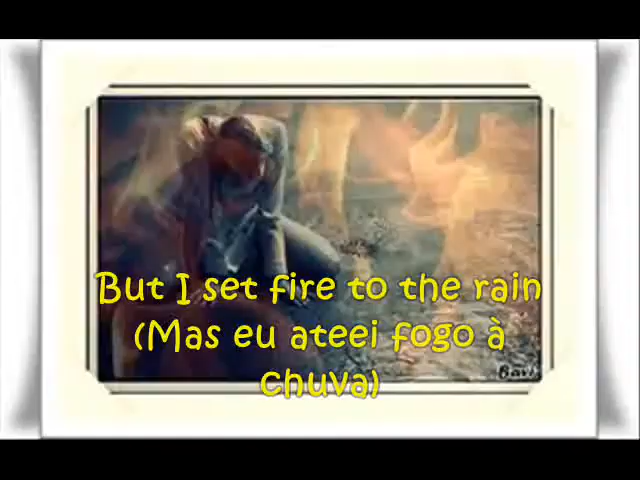 But I set fire to the rain
(Mas eu ateei fogo à
chuva)